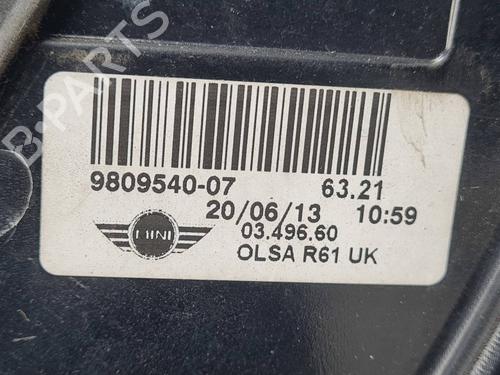 B-PARTS
9809540-07 63.21
20/06/13 10:59
MINI 03.496.60
OLSA R61 UK